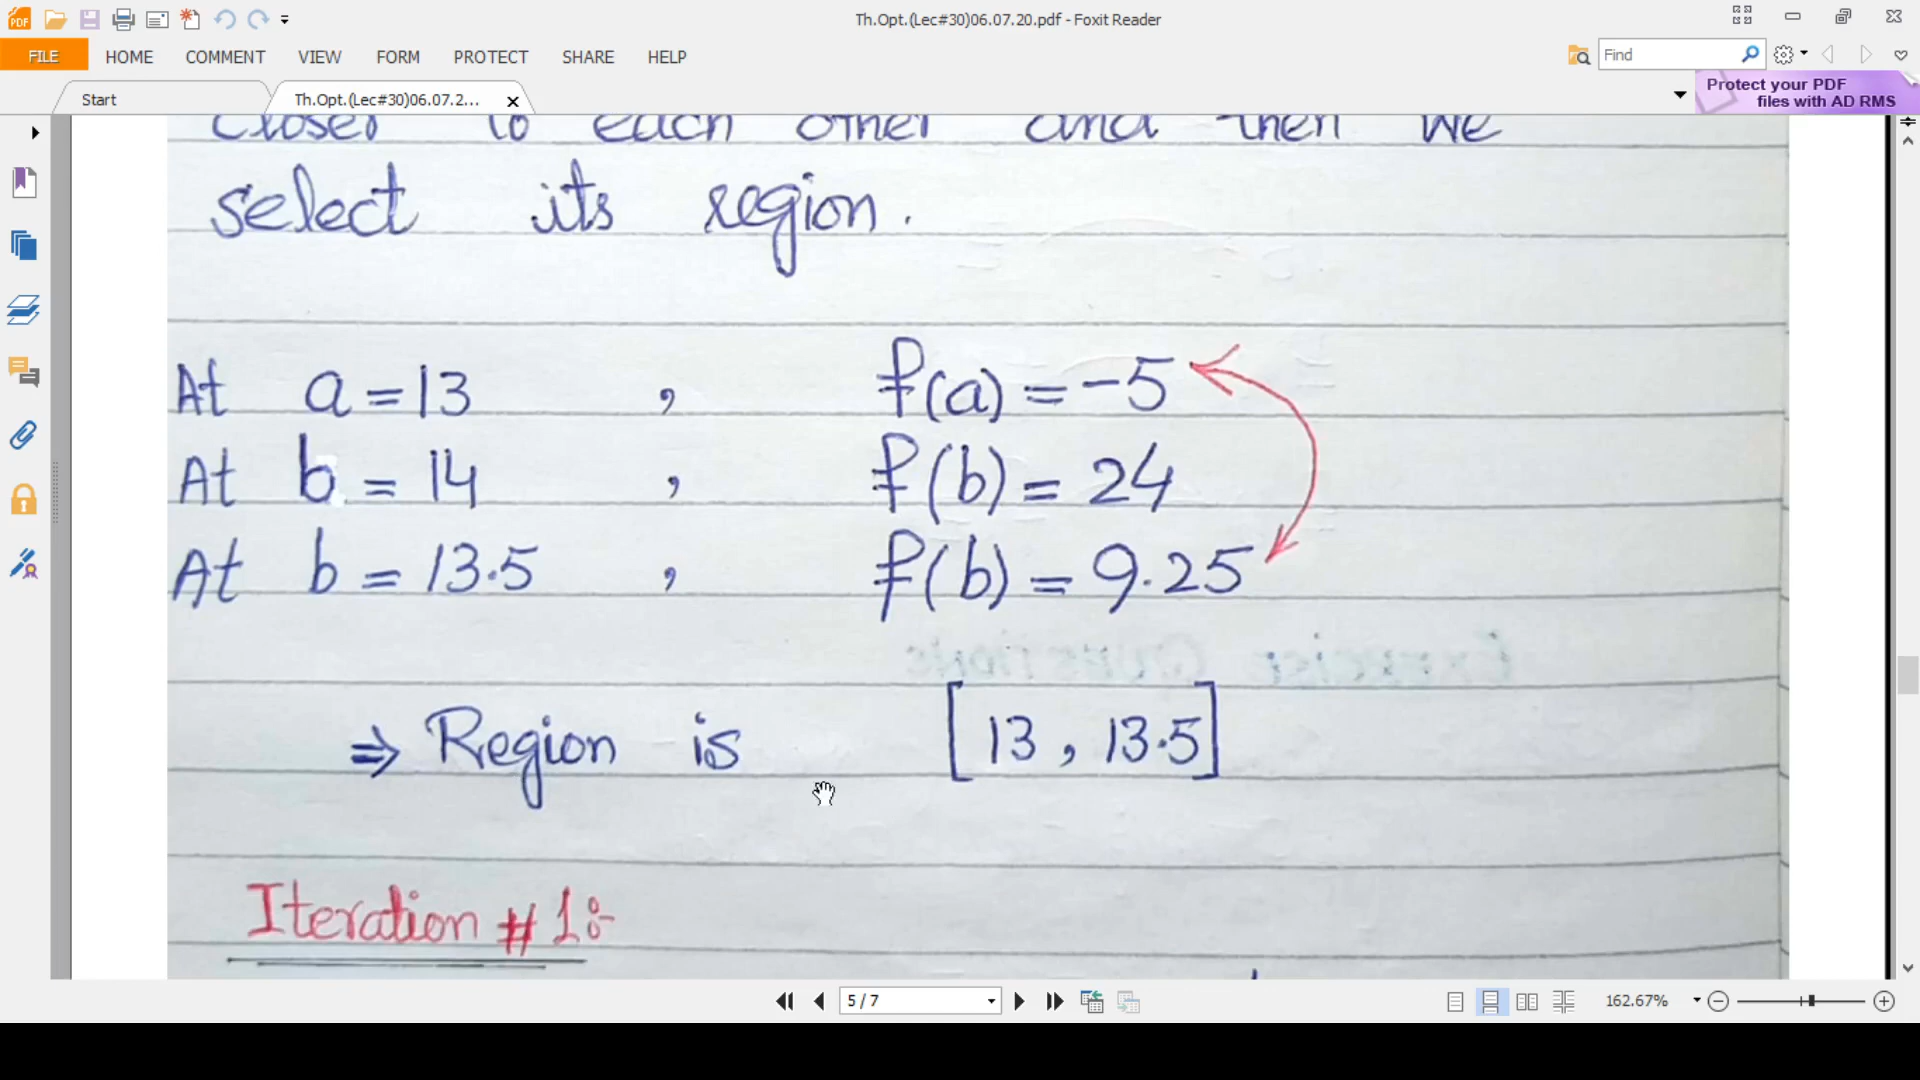 Th.Opt.(Lec#30)06.07.20.pdf - Foxit Reader
FILE HOME COMMENT VIEW FORM PROTECT SHARE HELP
Find
Start
Th.Opt.(Lec#30)06.07.2...
Protect your PDF
files with AD RMS
closer to each other and then we
select its region.
At a = 13 , f(a) = -5
At b = 14 , f(b) = 24
At b = 13.5 , f(b) = 9.25
⇒ Region is [13, 13.5]
Iteration # 1:-
5 / 7
162.67%